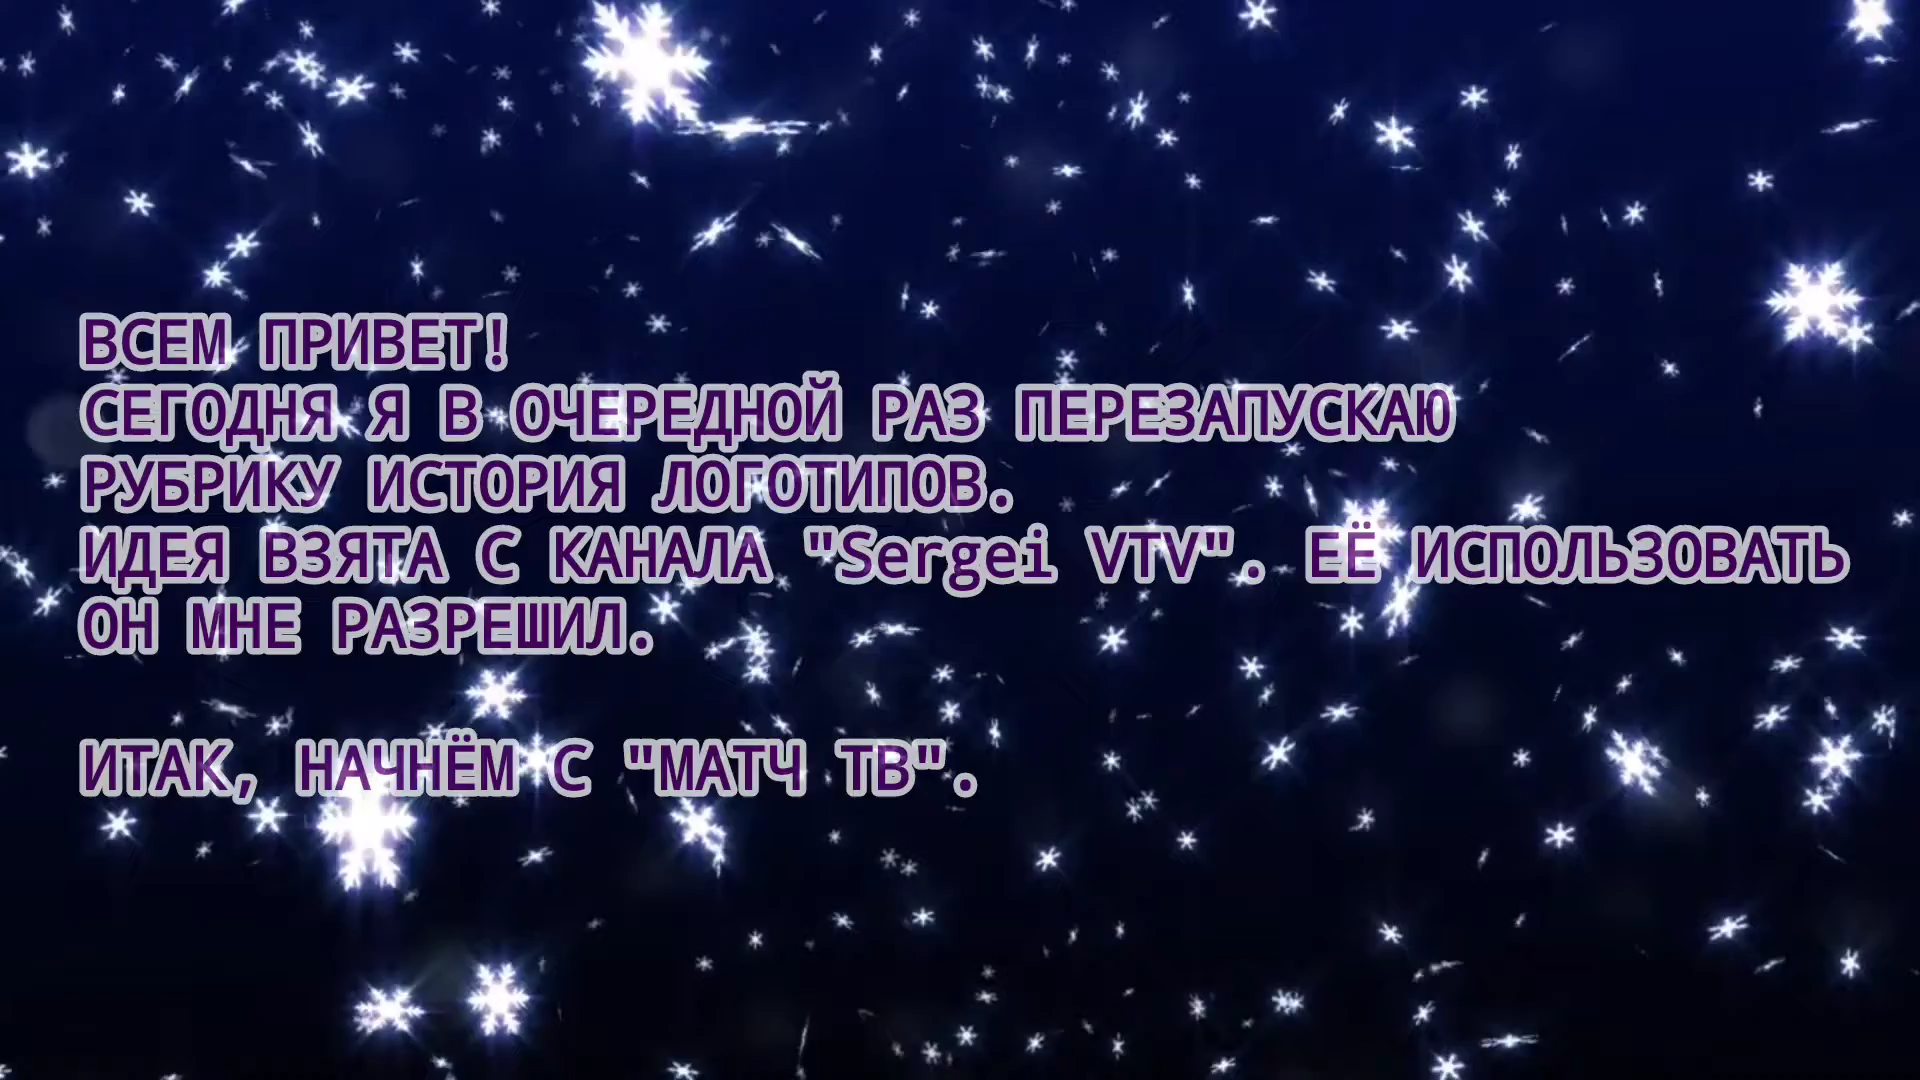 ВСЕМ ПРИВЕТ!
СЕГОДНЯ Я В ОЧЕРЕДНОЙ РАЗ ПЕРЕЗАПУСКАЮ
РУБРИКУ ИСТОРИЯ ЛОГОТИПОВ.
ИДЕЯ ВЗЯТА С КАНАЛА "Sergei VTV". ЕЁ ИСПОЛЬЗОВАТЬ
ОН МНЕ РАЗРЕШИЛ.
ИТАК, НАЧНЁМ С "МАТЧ ТВ".